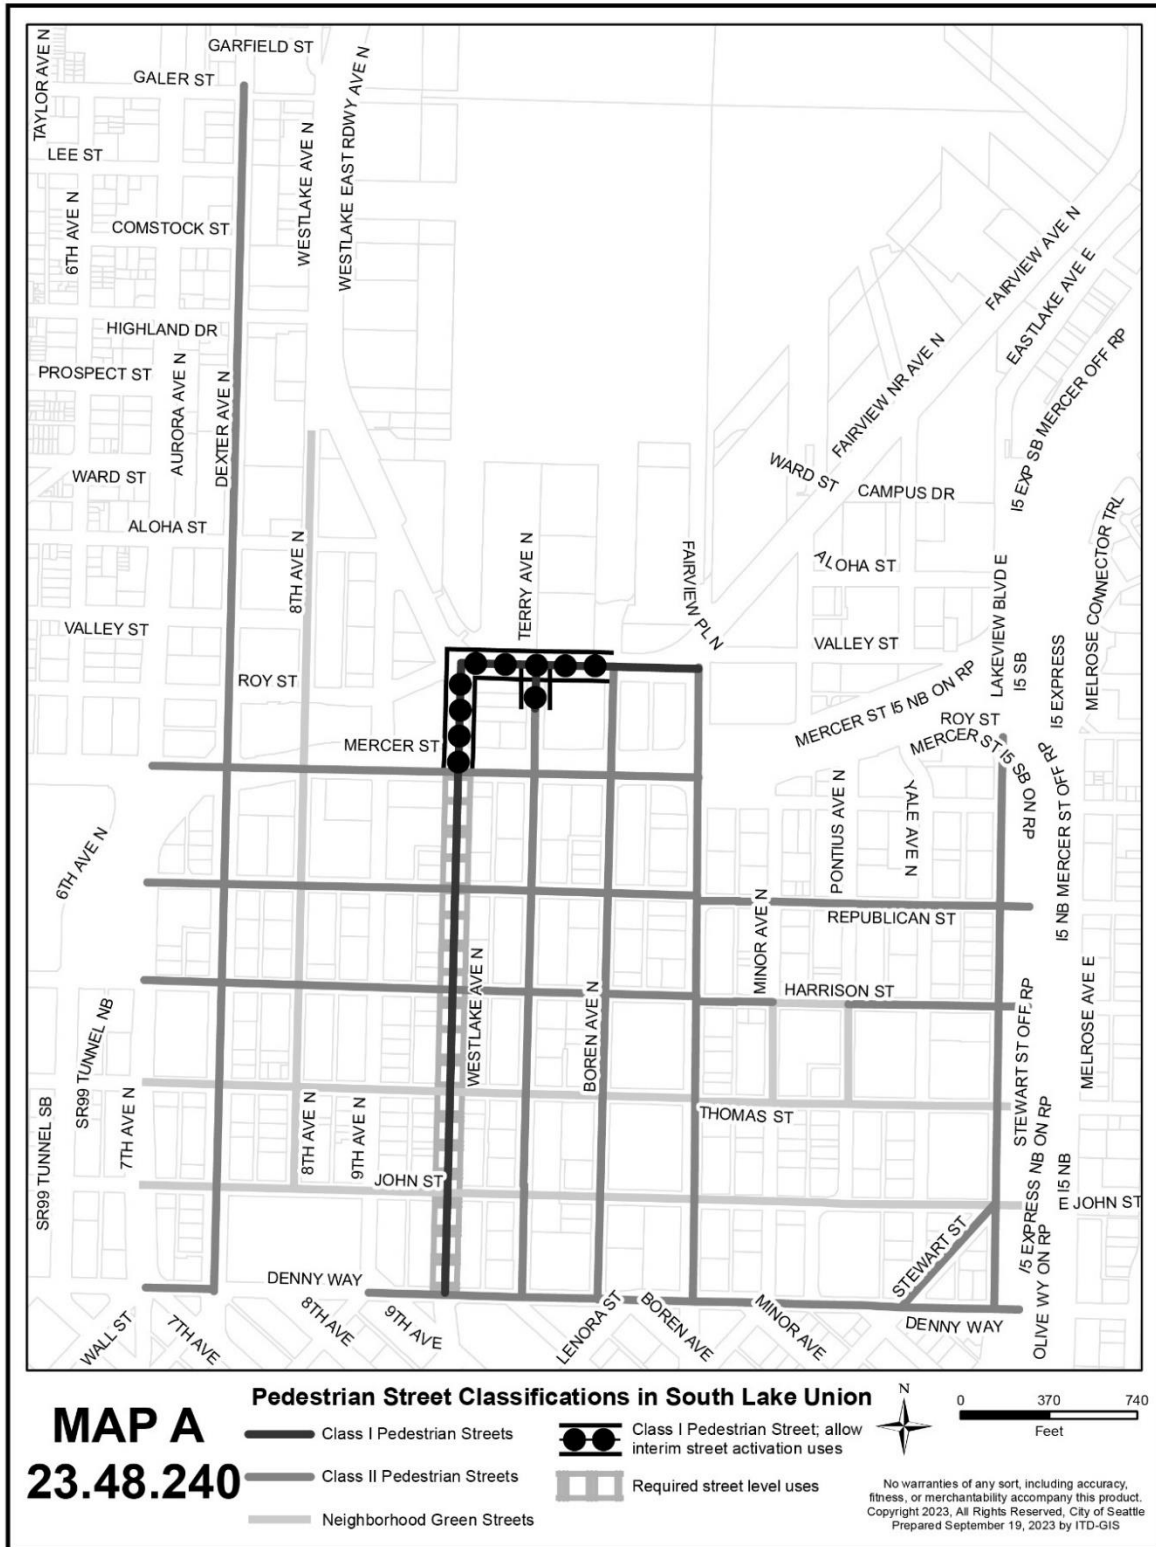 GARFIELD ST
TAYLOR AVE N
GALER ST
LEE ST
6TH AVE N
WESTLAKE AVE N
WESTLAKE EAST RDWY AVE N
COMSTOCK ST
FAIRVIEW AVE N
EASTLAKE AVE E
HIGHLAND DR
PROSPECT ST
AURORA AVE N
DEXTER AVE N
FAIRVIEW NR AVE N
I5 EXP SB MERCER OFF RP
WARD ST
WARD ST
CAMPUS DR
ALOHA ST
8TH AVE N
TERRY AVE N
FAIRVIEW PL N
ALOHA ST
LAKEVIEW BLVD E
MELROSE CONNECTOR TRL
VALLEY ST
VALLEY ST
I5 SB
I5 EXPRESS
ROY ST
MERCER ST I5 NB ON RP
ROY ST
MERCER ST
MERCER ST I5 SB ON RP
I5 NB MERCER ST OFF RP
6TH AVE N
PONTIUS AVE N
YALE AVE N
MINOR AVE N
REPUBLICAN ST
WESTLAKE AVE N
BOREN AVE N
HARRISON ST
STEWART ST OFF RP
MELROSE AVE E
SR99 TUNNEL NB
SR99 TUNNEL SB
7TH AVE N
8TH AVE N
9TH AVE N
THOMAS ST
JOHN ST
I5 EXPRESS NB ON RP
I5 NB
E JOHN ST
STEWART ST
DENNY WAY
OLIVE WY ON RP
WALL ST
7TH AVE
8TH AVE
9TH AVE
LENORA ST
BOREN AVE
MINOR AVE
DENNY WAY
MAP A
23.48.240
Pedestrian Street Classifications in South Lake Union
Class I Pedestrian Streets
Class II Pedestrian Streets
Neighborhood Green Streets
Class I Pedestrian Street; allow
interim street activation uses
Required street level uses
N
0 370 740
Feet
No warranties of any sort, including accuracy,
fitness, or merchantability accompany this product.
Copyright 2023, All Rights Reserved, City of Seattle
Prepared September 19, 2023 by ITD-GIS